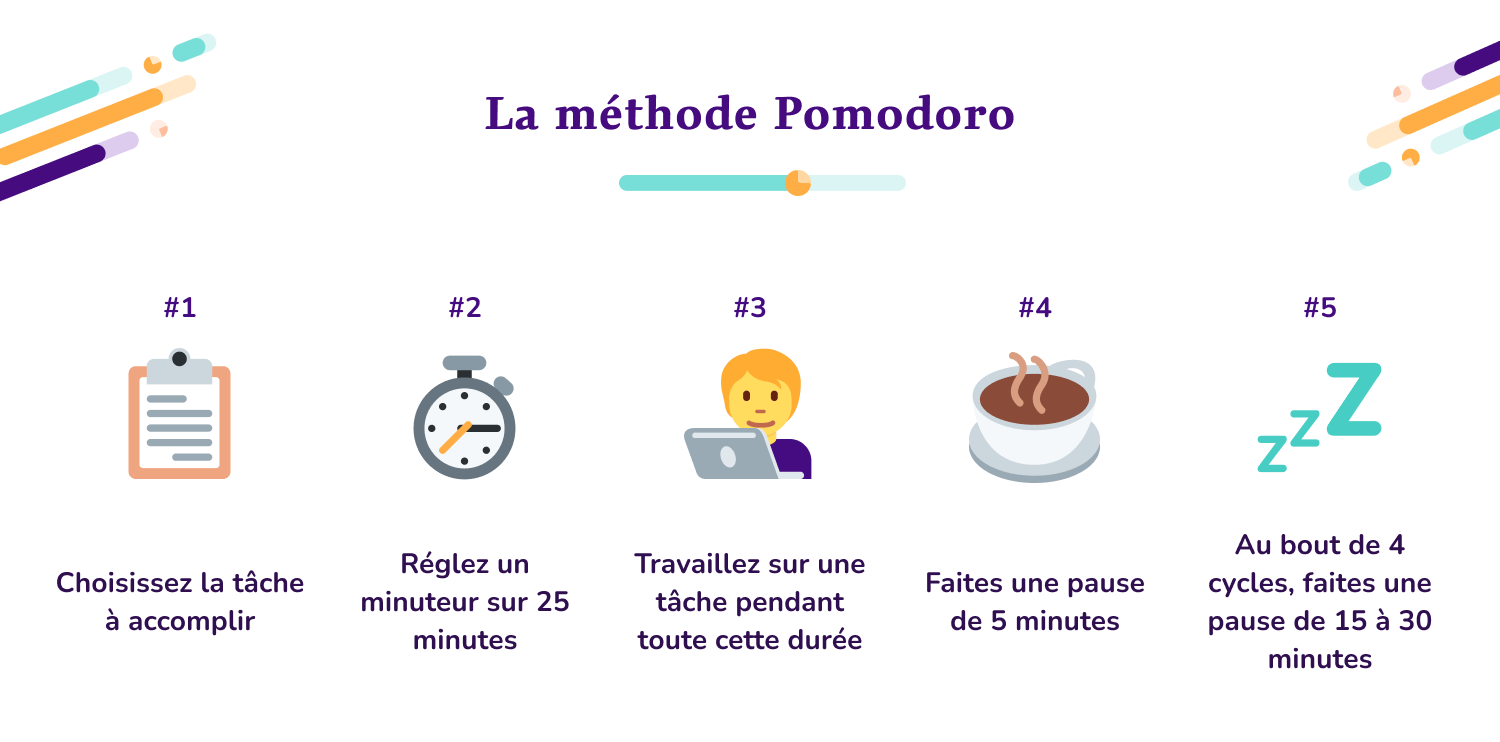 La méthode Pomodoro
#1
Choisissez la tâche
à accomplir
#2
Réglez un
minuteur sur 25
minutes
#3
Travaillez sur une
tâche pendant
toute cette durée
#4
Faites une pause
de 5 minutes
#5
Au bout de 4
cycles, faites une
pause de 15 à 30
minutes